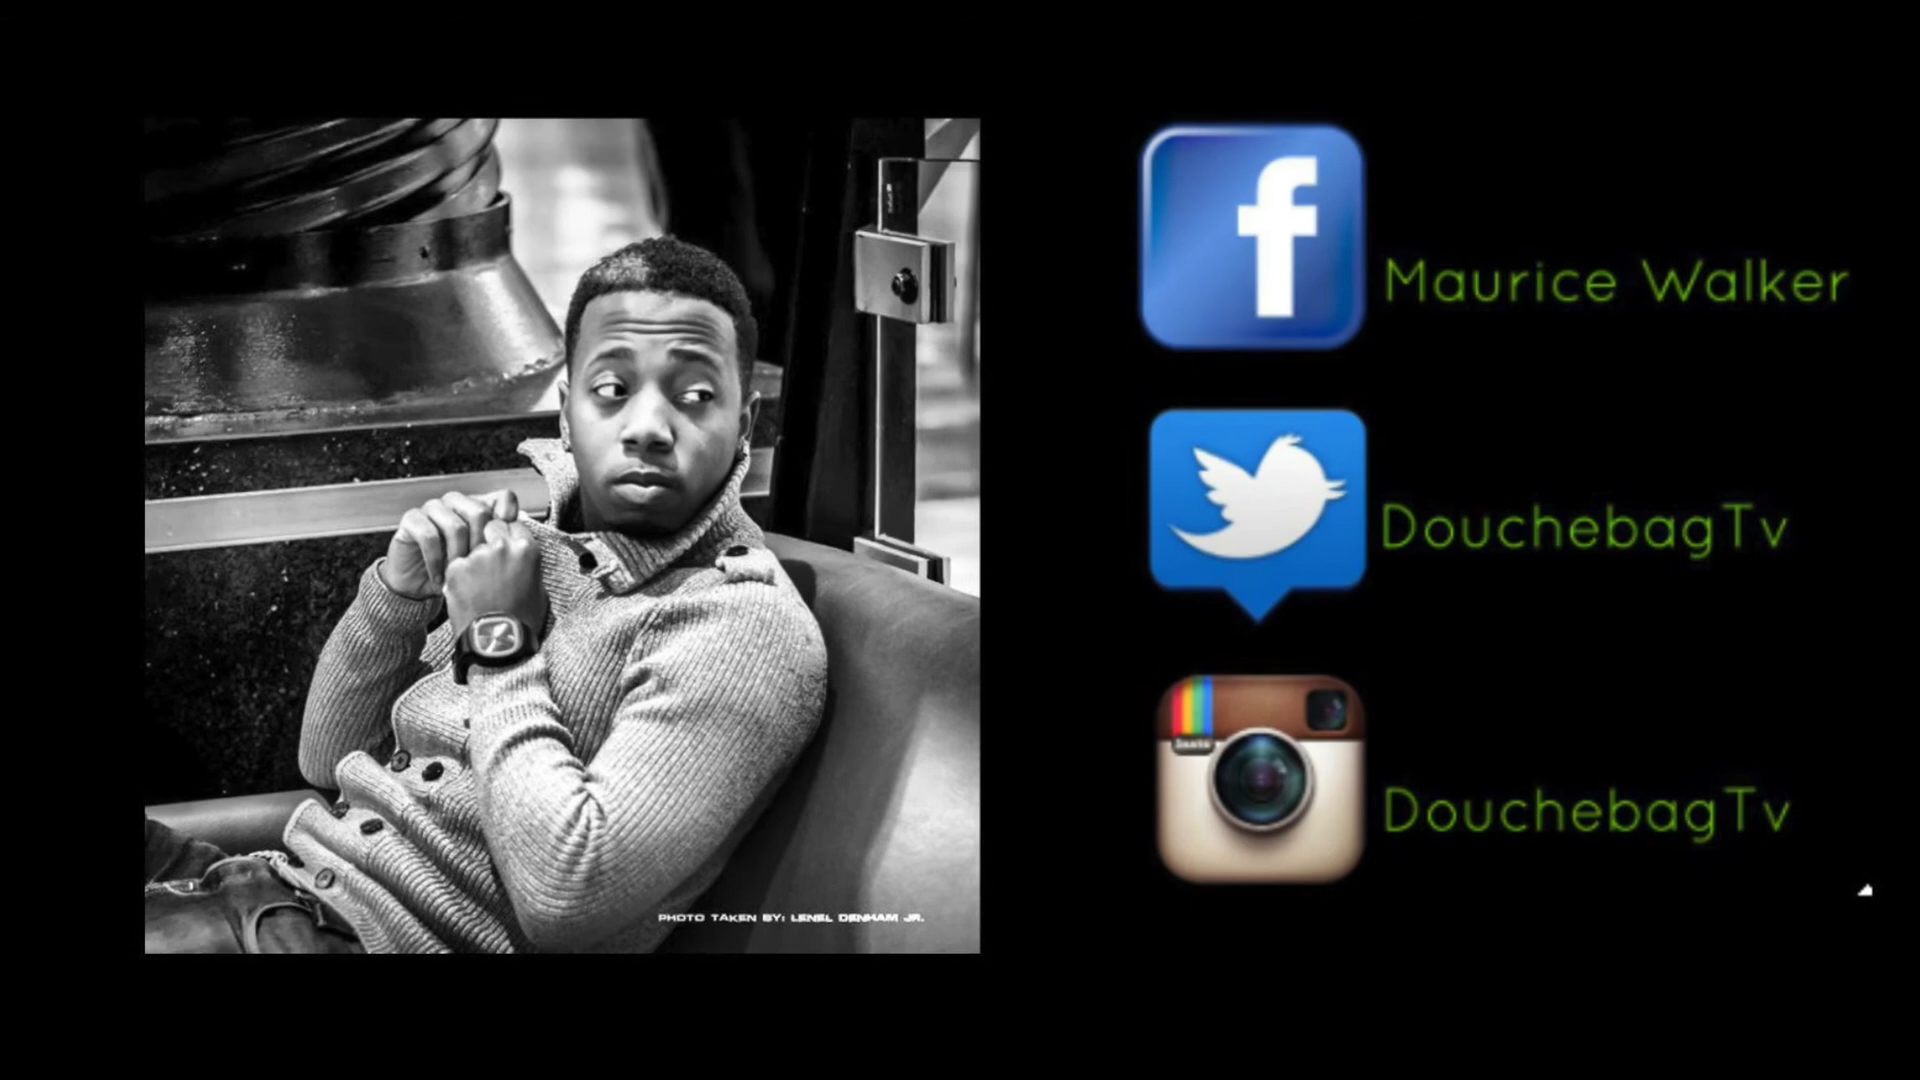 f
Maurice Walker
DouchebagTv
DouchebagTv
PHOTO TAKEN BY: LENEL DENHAM JR.